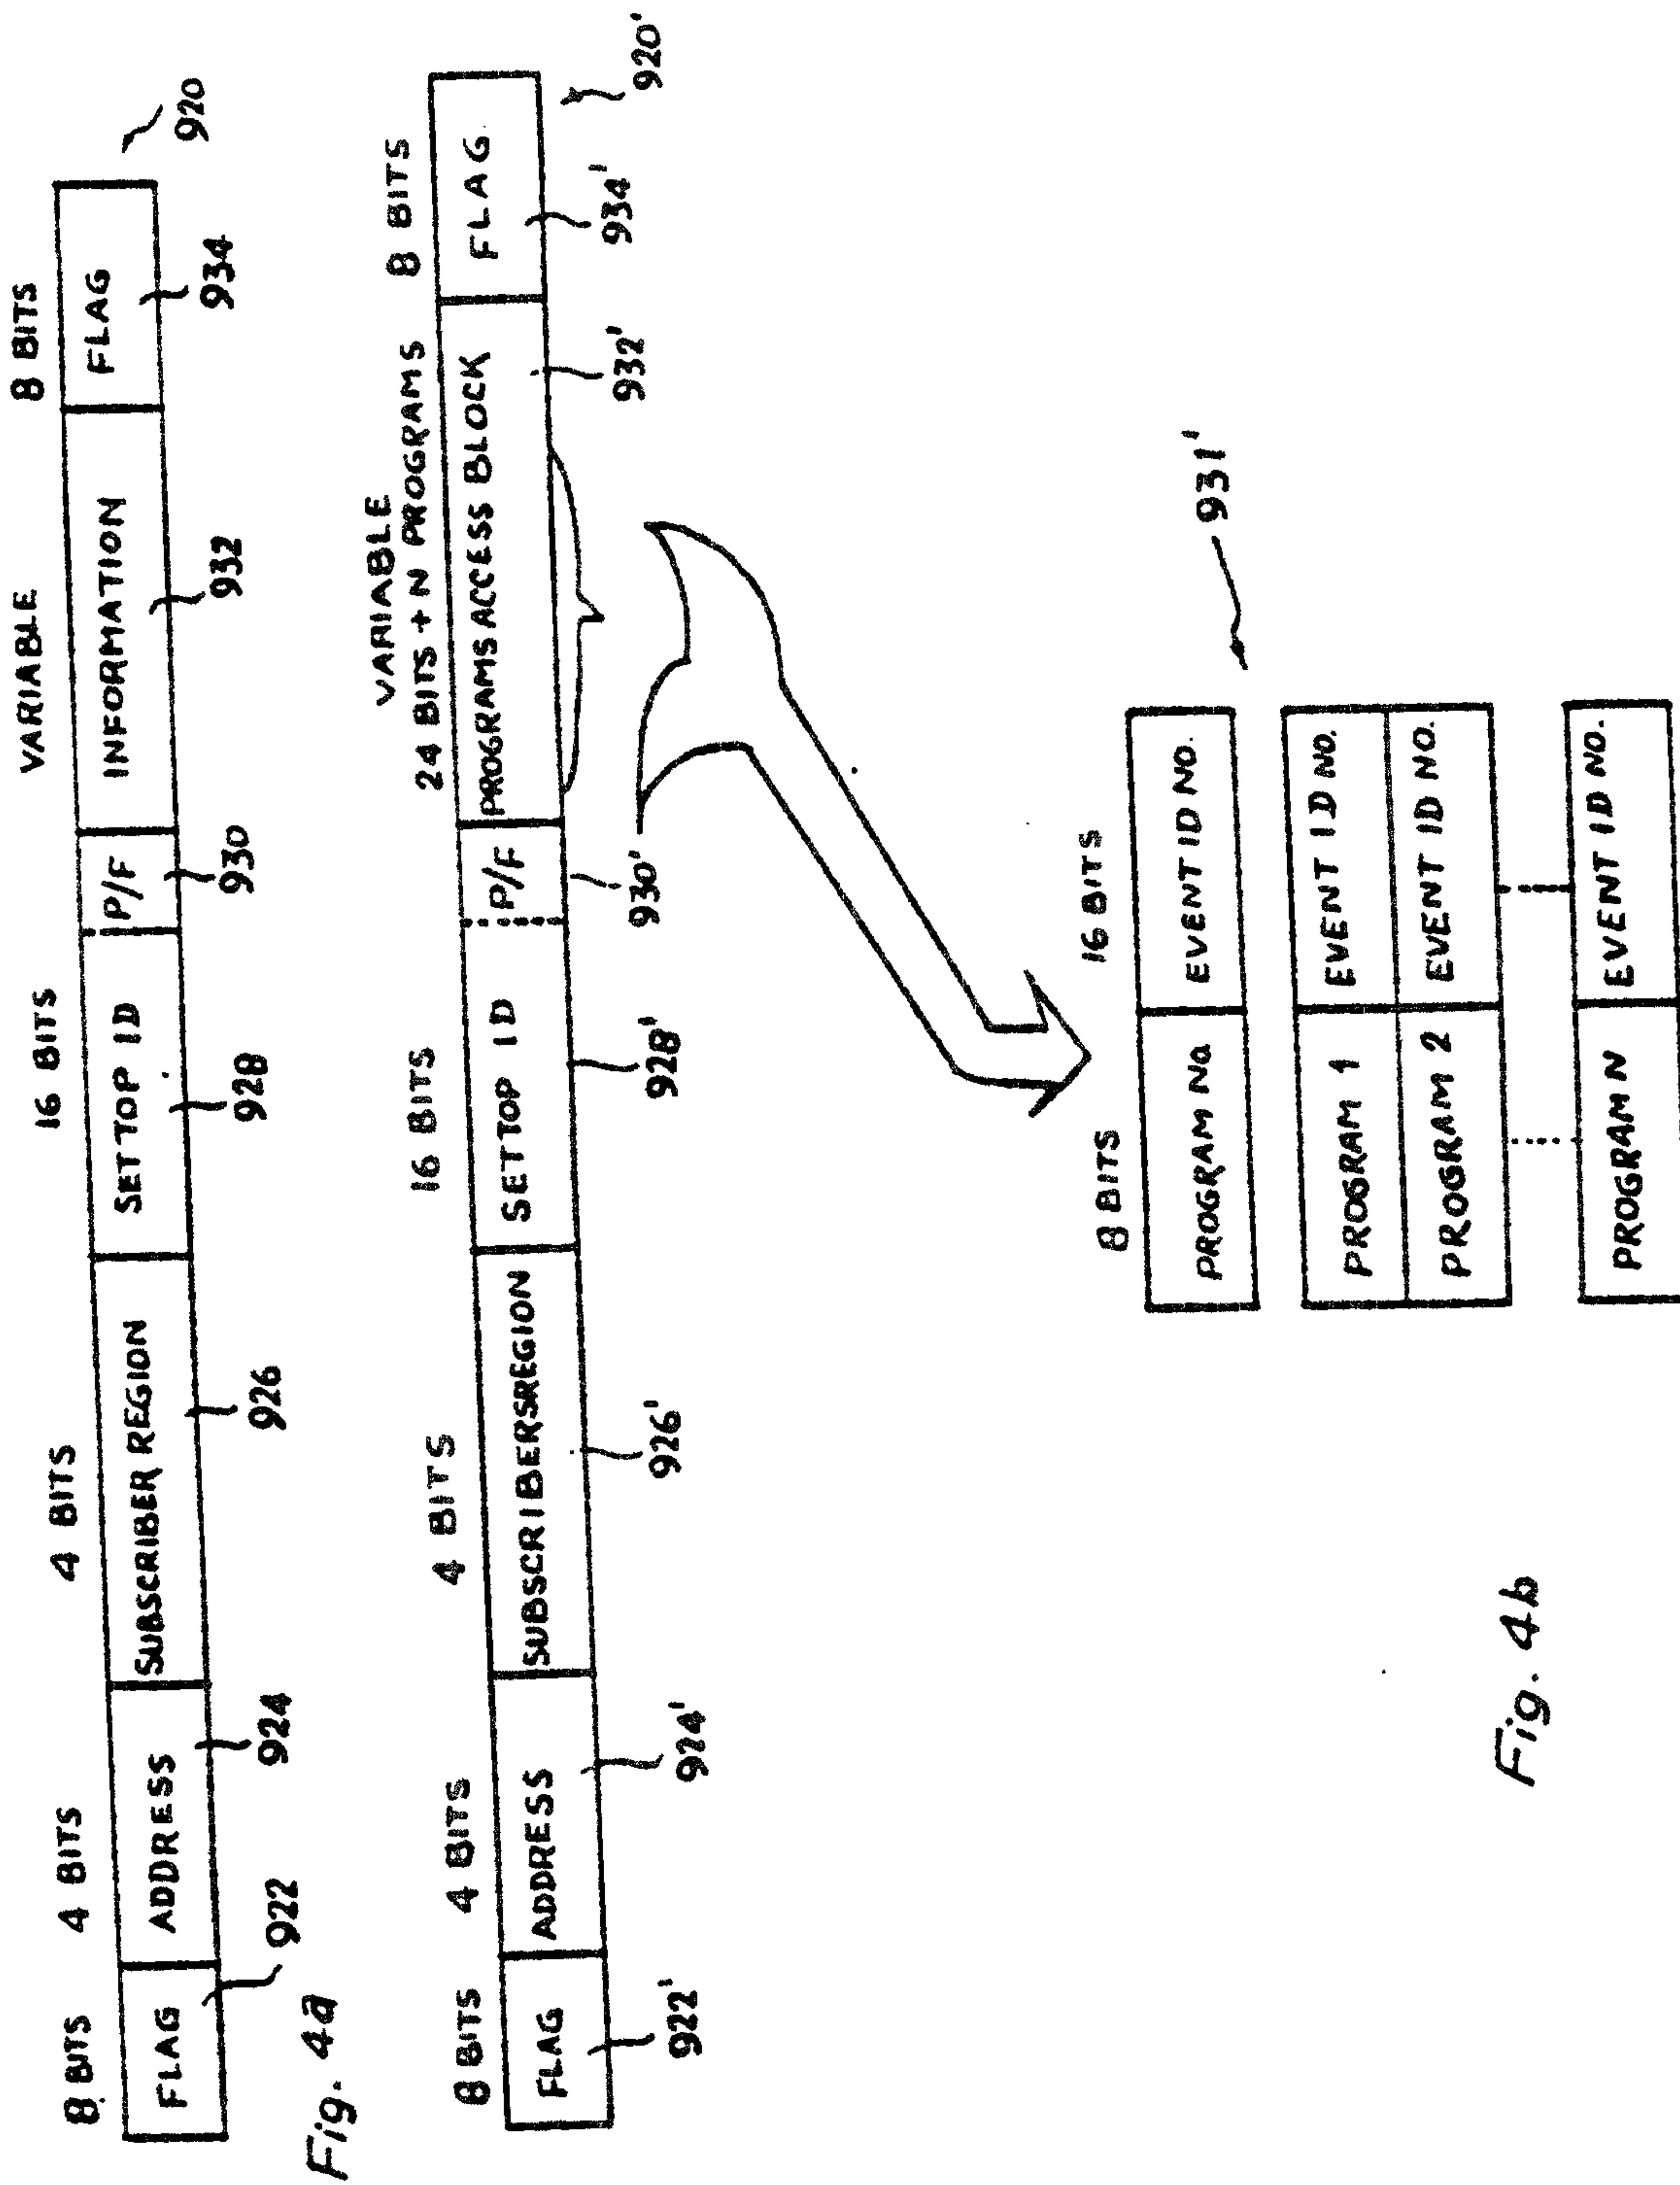 8 BITS 4 BITS 4 BITS 16 BITS VARIABLE 8 BITS
FLAG ADDRESS SUBSCRIBER REGION SET TOP ID P/F INFORMATION FLAG
922 924 926 928 930 932 934 920
Fig. 4a
VARIABLE
8 BITS 4 BITS 4 BITS 16 BITS 24 BITS + N PROGRAMS 8 BITS
FLAG ADDRESS SUBSCRIBERSREGION SETTOP ID P/F PROGRAMSACCESS BLOCK FLAG
922' 924' 926' 928' 930' 932' 934' 920'
8 BITS 16 BITS
PROGRAM NO. EVENT ID NO.
931'
PROGRAM 1 EVENT ID NO.
PROGRAM 2 EVENT ID NO.
PROGRAM N EVENT ID NO.
Fig. 4b